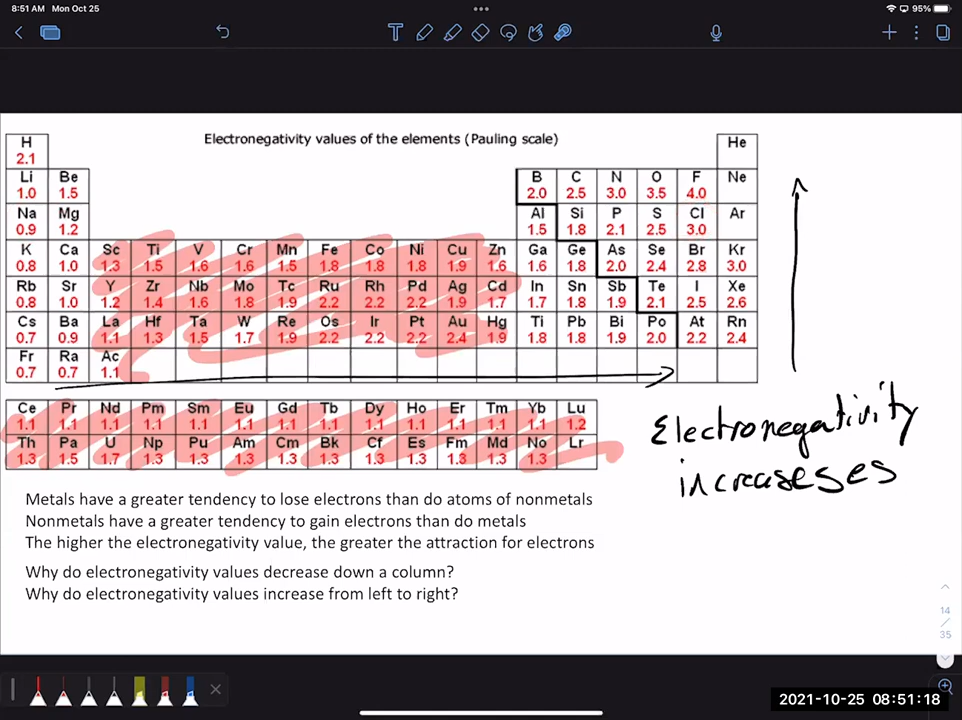 8:51 AM Mon Oct 25
95%
Electronegativity values of the elements (Pauling scale)
H He
2.1
Li Be B C N O F Ne
1.0 1.5 2.0 2.5 3.0 3.5 4.0
Na Mg Al Si P S Cl Ar
0.9 1.2 1.5 1.8 2.1 2.5 3.0
K Ca Sc Ti V Cr Mn Fe Co Ni Cu Zn Ga Ge As Se Br Kr
0.8 1.0 1.3 1.5 1.6 1.6 1.5 1.8 1.8 1.8 1.9 1.6 1.6 1.8 2.0 2.4 2.8 3.0
Rb Sr Y Zr Nb Mo Tc Ru Rh Pd Ag Cd In Sn Sb Te I Xe
0.8 1.0 1.2 1.4 1.6 1.8 1.9 2.2 2.2 2.2 1.9 1.7 1.7 1.8 1.9 2.1 2.5 2.6
Cs Ba La Hf Ta W Re Os Ir Pt Au Hg Tl Pb Bi Po At Rn
0.7 0.9 1.1 1.3 1.5 1.7 1.9 2.2 2.2 2.2 2.4 1.9 1.8 1.8 1.9 2.0 2.2 2.4
Fr Ra Ac
0.7 0.7 1.1
Ce Pr Nd Pm Sm Eu Gd Tb Dy Ho Er Tm Yb Lu
1.1 1.1 1.1 1.1 1.1 1.1 1.1 1.1 1.1 1.1 1.1 1.1 1.1 1.2
Th Pa U Np Pu Am Cm Bk Cf Es Fm Md No Lr
1.3 1.5 1.7 1.3 1.3 1.3 1.3 1.3 1.3 1.3 1.3 1.3 1.3
Electronegativity
increaseses
Metals have a greater tendency to lose electrons than do atoms of nonmetals
Nonmetals have a greater tendency to gain electrons than do metals
The higher the electronegativity value, the greater the attraction for electrons
Why do electronegativity values decrease down a column?
Why do electronegativity values increase from left to right?
14
/
35
2021-10-25 08:51:18